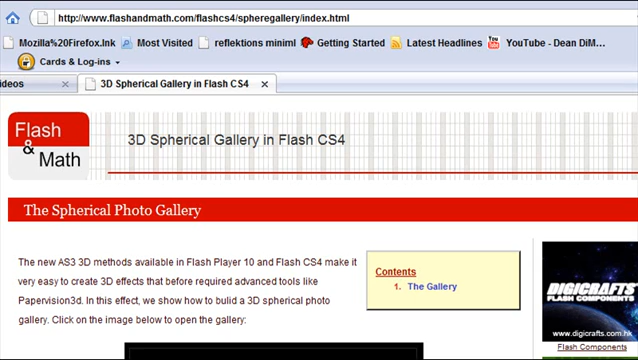 http://www.flashandmath.com/flashcs4/spheregallery/index.html
Mozilla%20Firefox.lnk Most Visited reflektions miniml Getting Started Latest Headlines YouTube - Dean DiM...
Cards & Log-ins
ideos 3D Spherical Gallery in Flash CS4
Flash
& Math
3D Spherical Gallery in Flash CS4
The Spherical Photo Gallery
The new AS3 3D methods available in Flash Player 10 and Flash CS4 make it
very easy to create 3D effects that before required advanced tools like
Papervision3d. In this effect, we show how to build a 3D spherical photo
gallery. Click on the image below to open the gallery:
Contents
1. The Gallery
DIGICRAFTS
FLASH COMPONENTS
www.digicrafts.com.hk
Flash Components